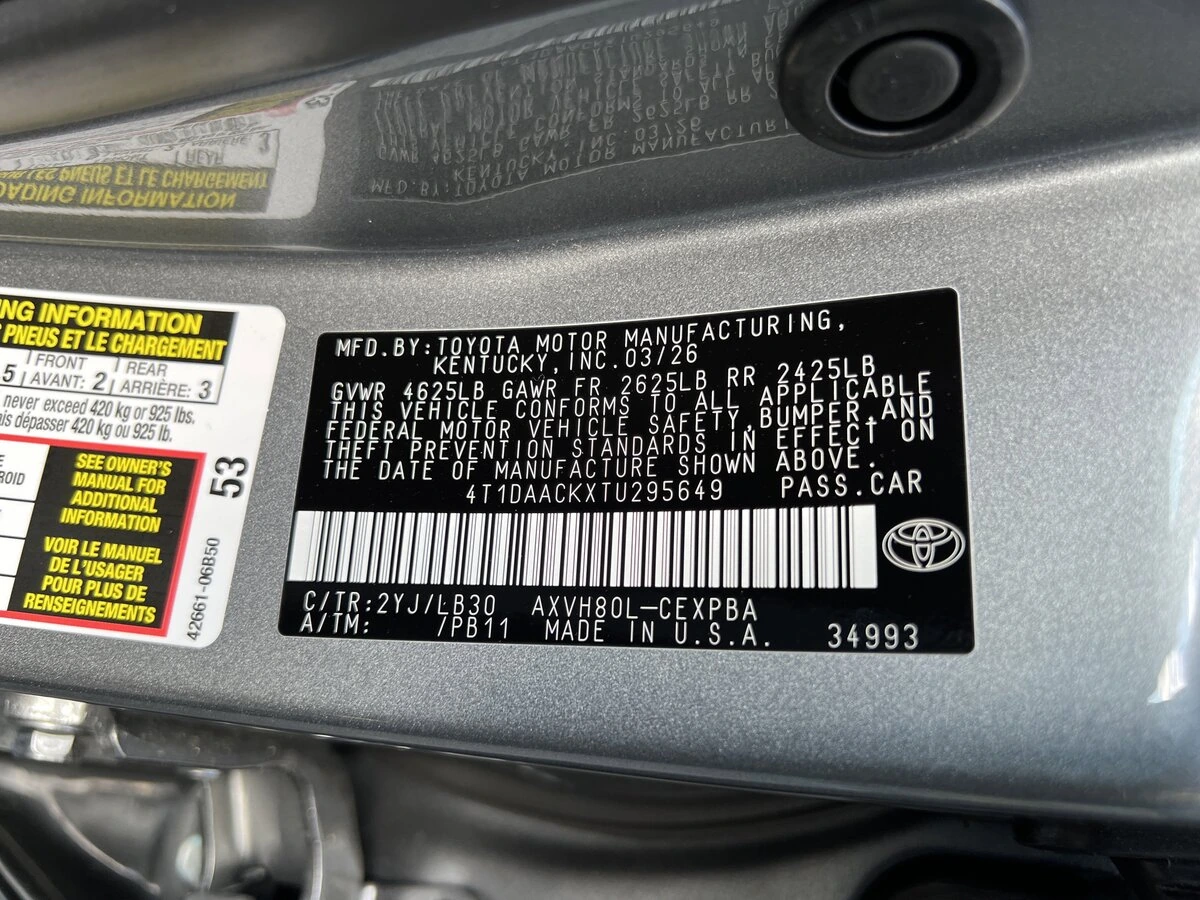 NG INFORMATION
PNEUS ET LE CHARGEMENT
5 FRONT AVANT: 2 REAR ARRIÈRE: 3
never exceed 420 kg or 925 lbs.
dépasser 420 kg ou 925 lb.
SEE OWNER'S
MANUAL FOR
ADDITIONAL
INFORMATION
VOIR LE MANUEL
DE L'USAGER
POUR PLUS DE
RENSEIGNEMENTS
53
42661-06B50
MFD.BY:TOYOTA MOTOR MANUFACTURING,
KENTUCKY,INC.03/26
GVWR 4625LB GAWR FR 2625LB RR 2425LB
THIS VEHICLE CONFORMS TO ALL APPLICABLE
FEDERAL MOTOR VEHICLE SAFETY,BUMPER,AND
THEFT PREVENTION STANDARDS IN EFFECT ON
THE DATE OF MANUFACTURE SHOWN ABOVE.
4T1DAACKXTU295649 PASS.CAR
C/TR:2YJ/LB30 AXVH80L-CEXPBA
A/TM: /PB11 MADE IN U.S.A. 34993